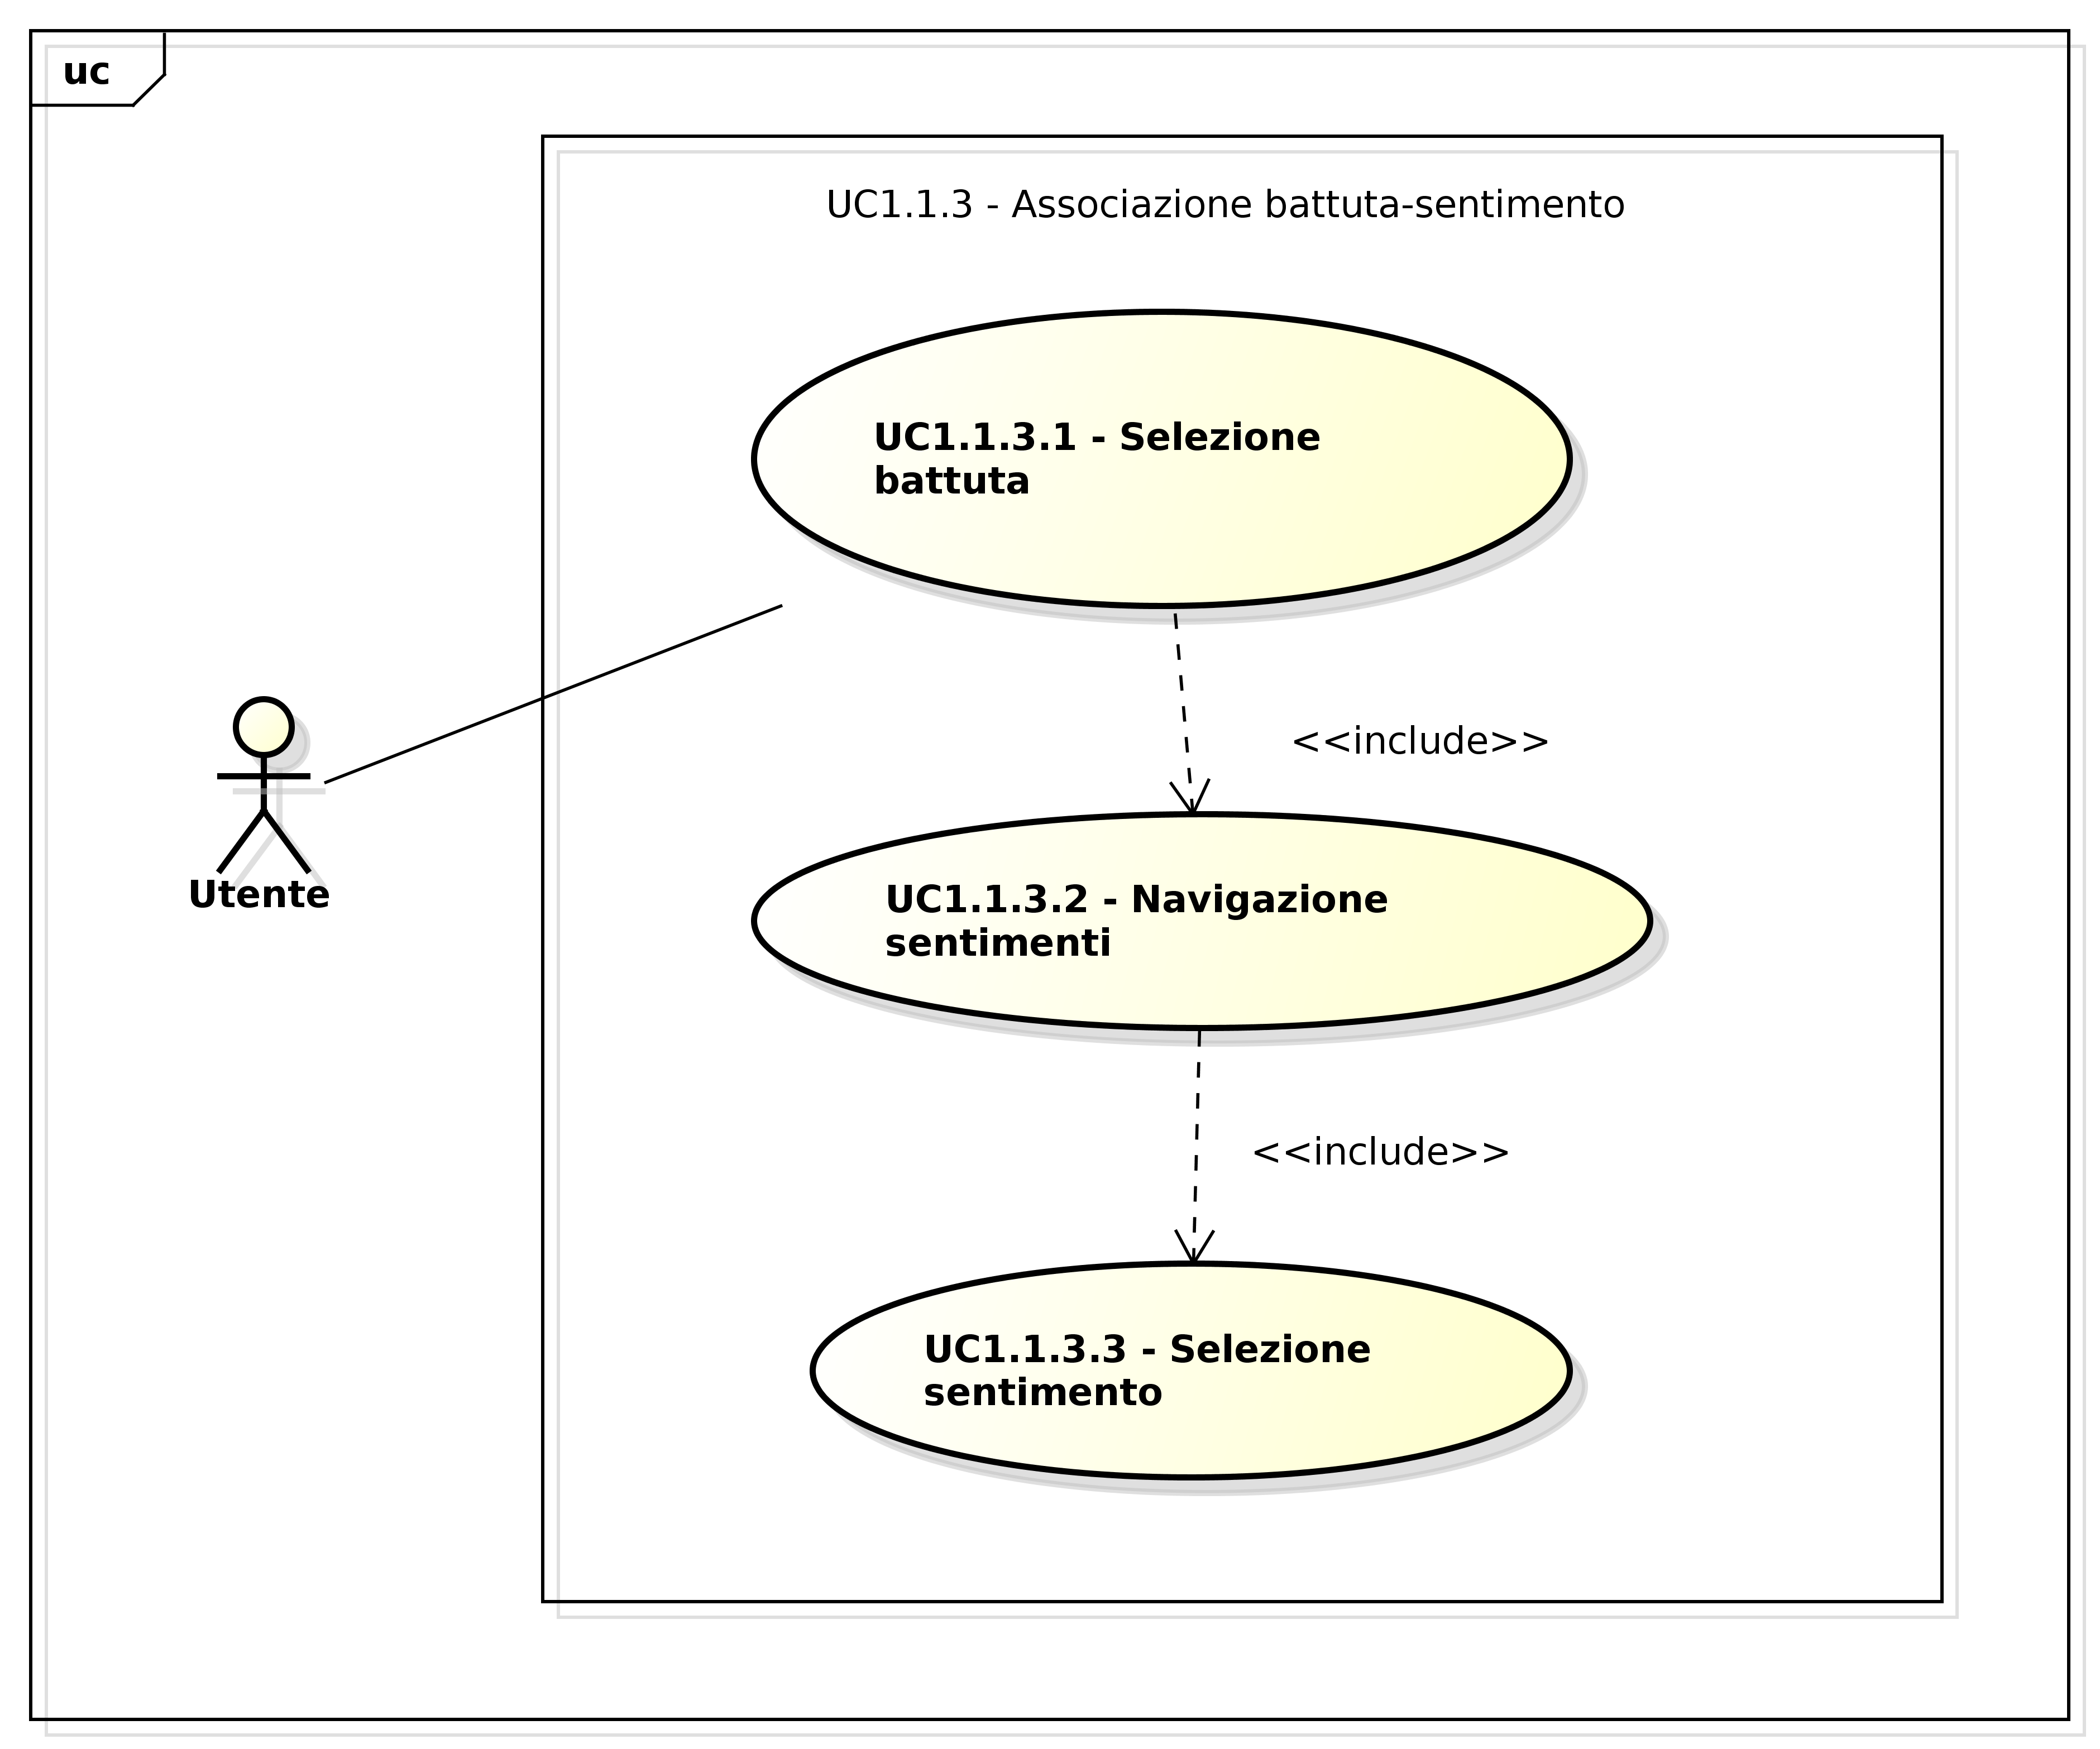 uc
UC1.1.3 - Associazione battuta-sentimento
UC1.1.3.1 - Selezione
battuta
<<include>>
Utente
UC1.1.3.2 - Navigazione
sentimenti
<<include>>
UC1.1.3.3 - Selezione
sentimento